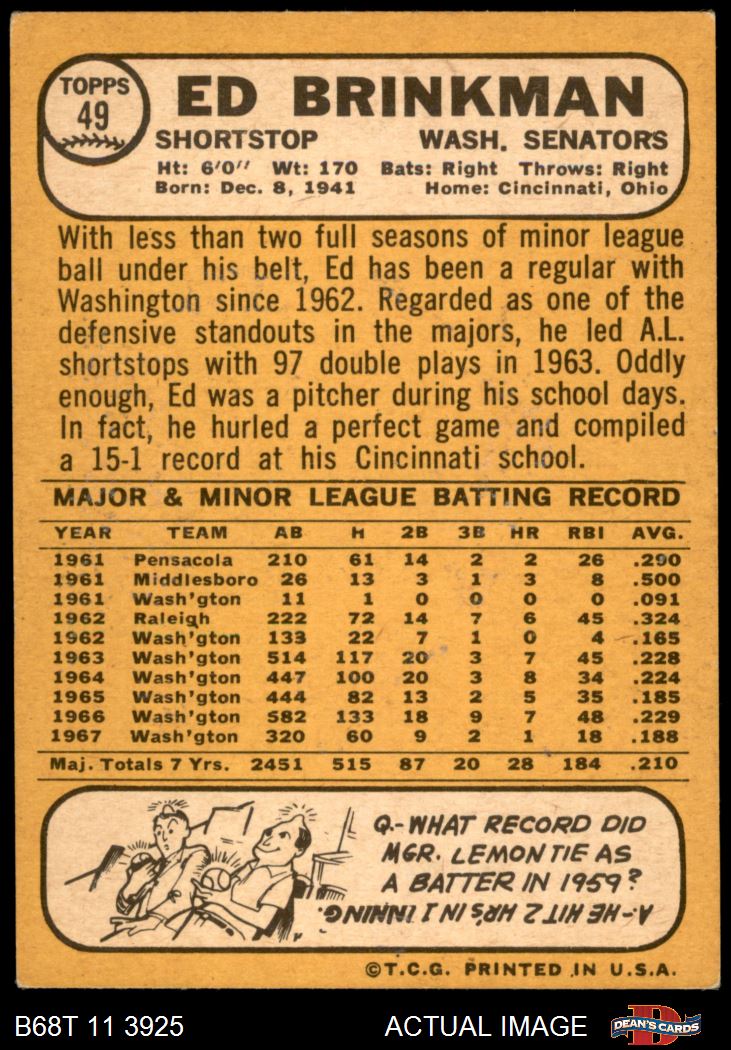 TOPPS
49
ED BRINKMAN
SHORTSTOP WASH. SENATORS
Ht: 6'0" Wt: 170 Bats: Right Throws: Right
Born: Dec. 8, 1941 Home: Cincinnati, Ohio
With less than two full seasons of minor league
ball under his belt, Ed has been a regular with
Washington since 1962. Regarded as one of the
defensive standouts in the majors, he led A.L.
shortstops with 97 double plays in 1963. Oddly
enough, Ed was a pitcher during his school days.
In fact, he hurled a perfect game and compiled
a 15-1 record at his Cincinnati school.
MAJOR & MINOR LEAGUE BATTING RECORD
YEAR TEAM AB H 2B 3B HR RBI AVG.
1961 Pensacola 210 61 14 2 2 26 .290
1961 Middlesboro 26 13 3 1 3 8 .500
1961 Wash'gton 11 1 0 0 0 0 .091
1962 Raleigh 222 72 14 7 6 45 .324
1962 Wash'gton 133 22 7 1 0 4 .165
1963 Wash'gton 514 117 20 3 7 45 .228
1964 Wash'gton 447 100 20 3 8 34 .224
1965 Wash'gton 444 82 13 2 5 35 .185
1966 Wash'gton 582 133 18 9 7 48 .229
1967 Wash'gton 320 60 9 2 1 18 .188
Maj. Totals 7 Yrs. 2451 515 87 20 28 184 .210
Q.-WHAT RECORD DID
MGR. LEMON TIE AS
A BATTER IN 1959?
A-HE HIT 2 HR'S IN 1 INNING.
©T.C.G. PRINTED IN U.S.A.
B68T 11 3925 ACTUAL IMAGE DEAN'S CARDS